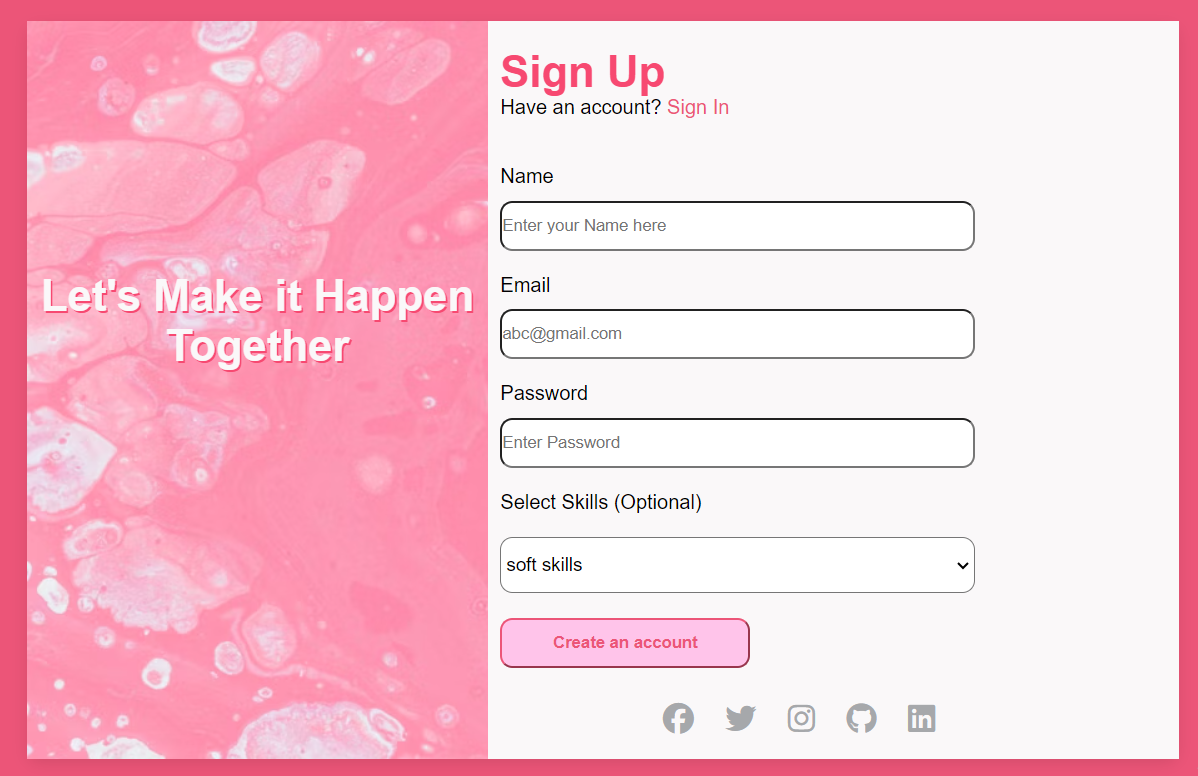 Let's Make it Happen
Together
Sign Up
Have an account? Sign In
Name
Enter your Name here
Email
abc@gmail.com
Password
Enter Password
Select Skills (Optional)
soft skills
Create an account